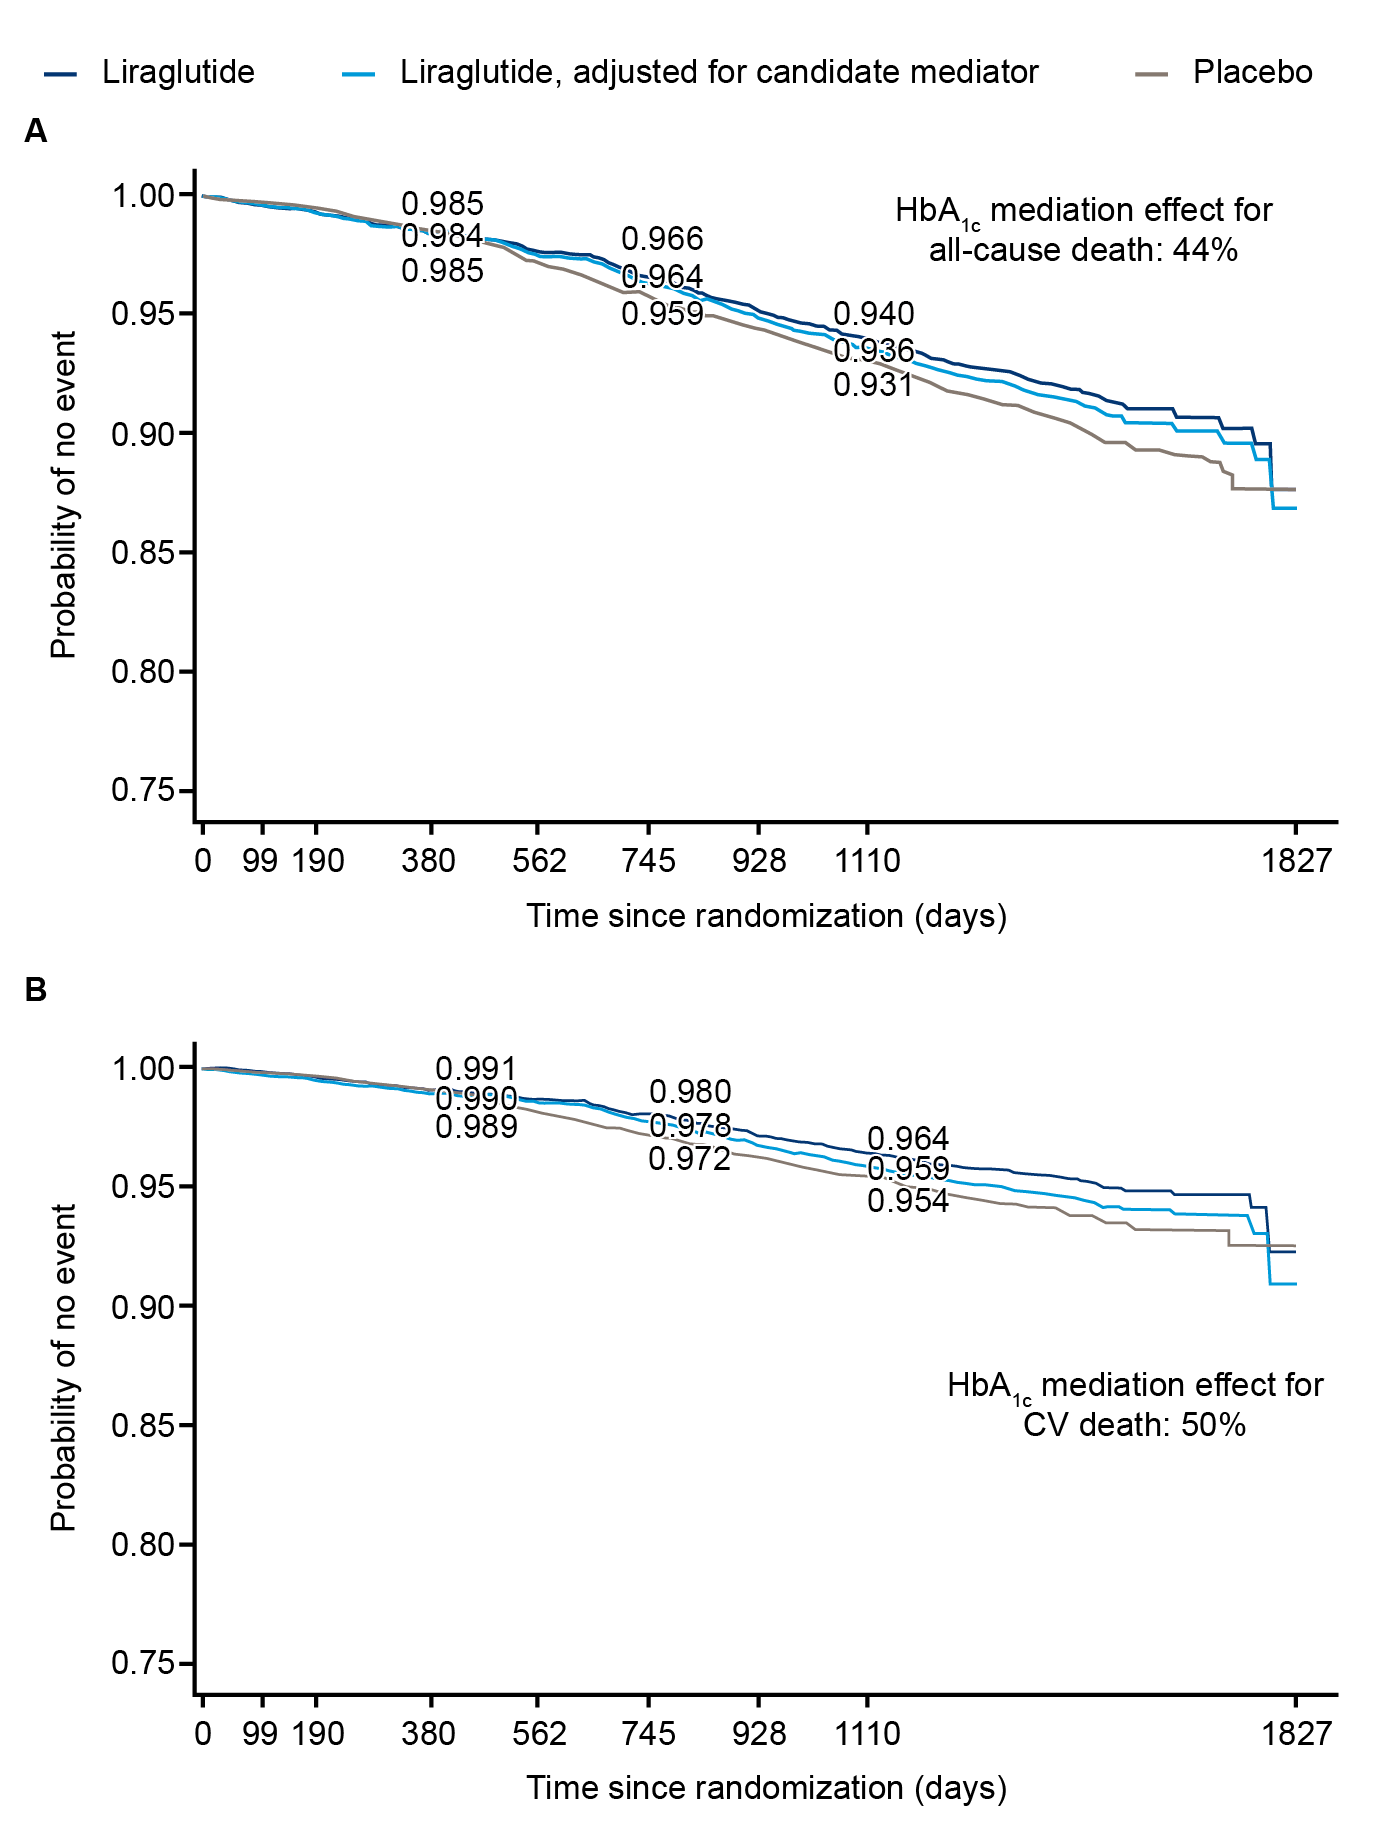 Liraglutide Liraglutide, adjusted for candidate mediator Placebo
A
1.00
0.95
0.90
0.85
0.80
0.75
Probability of no event
0.985
0.984
0.985
0.966
0.964
0.959
0.940
0.936
0.931
HbA1c mediation effect for
all-cause death: 44%
0 99 190 380 562 745 928 1110 1827
Time since randomization (days)
B
1.00
0.95
0.90
0.85
0.80
0.75
Probability of no event
0.991
0.990
0.989
0.980
0.978
0.972
0.964
0.959
0.954
HbA1c mediation effect for
CV death: 50%
0 99 190 380 562 745 928 1110 1827
Time since randomization (days)